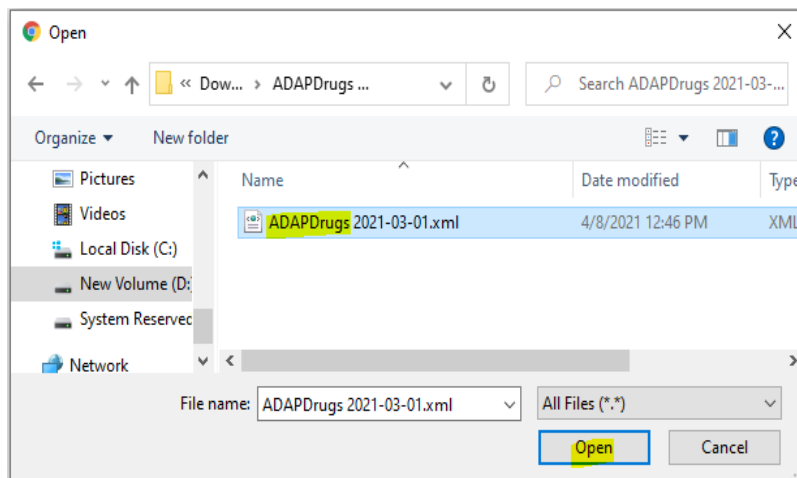 Open
« Dow... › ADAPDrugs ... Search ADAPDrugs 2021-03-...
Organize New folder
Name Date modified Type
Pictures
Videos
Local Disk (C:)
New Volume (D:
System Reserved
Network
ADAPDrugs 2021-03-01.xml 4/8/2021 12:46 PM XML
File name: ADAPDrugs 2021-03-01.xml All Files (*.*)
Open Cancel